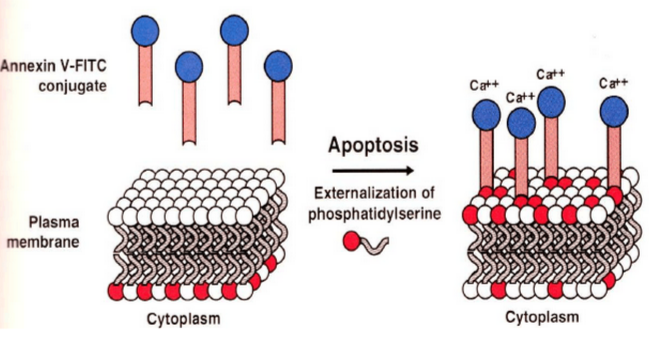 Annexin V-FITC
conjugate
Plasma
membrane
Cytoplasm
Apoptosis
Externalization of
phosphatidylserine
Ca++
Ca++
Ca++
Ca++
Cytoplasm